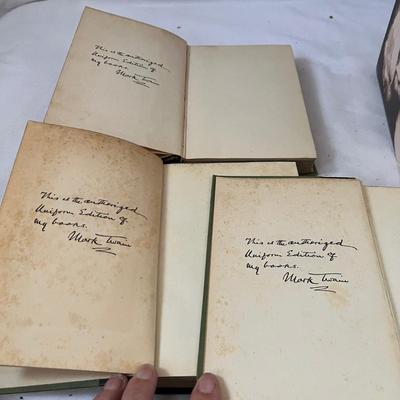 This is the authorized
Uniform Edition of
my books.
Mark Twain
This is the authorized
Uniform Edition of
my books.
Mark Twain
This is the authorized
Uniform Edition of
my books.
Mark Twain